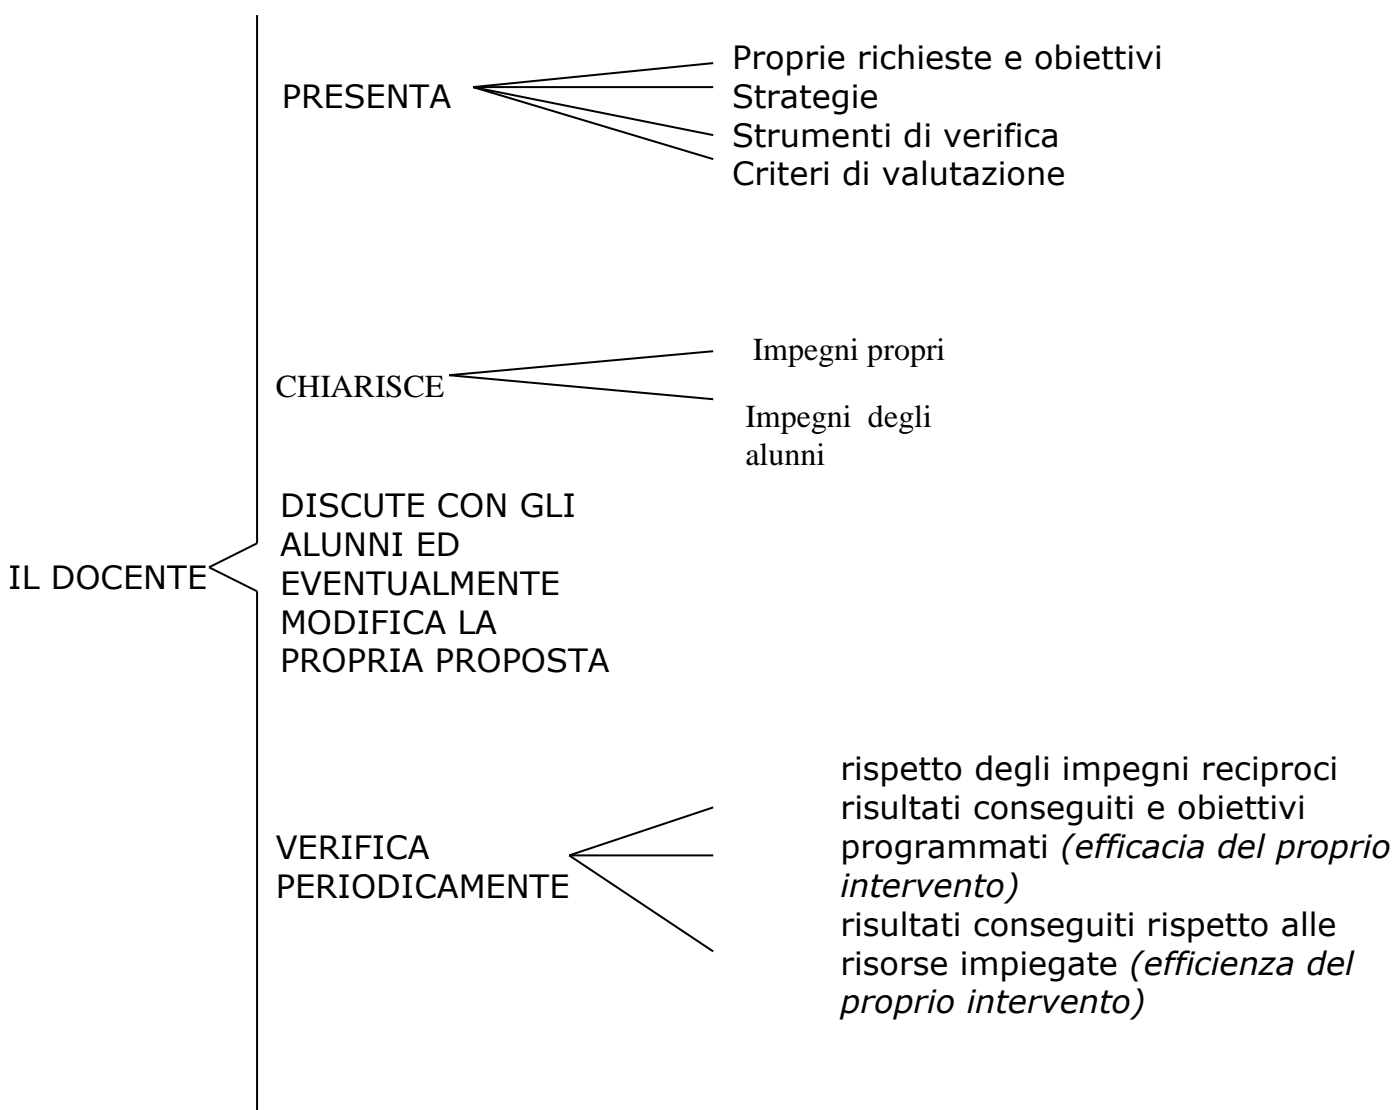 PRESENTA
Proprie richieste e obiettivi
Strategie
Strumenti di verifica
Criteri di valutazione
CHIARISCE
Impegni propri
Impegni degli
alunni
IL DOCENTE
DISCUTE CON GLI
ALUNNI ED
EVENTUALMENTE
MODIFICA LA
PROPRIA PROPOSTA
VERIFICA
PERIODICAMENTE
rispetto degli impegni reciproci
risultati conseguiti e obiettivi
programmati (efficacia del proprio
intervento)
risultati conseguiti rispetto alle
risorse impiegate (efficienza del
proprio intervento)